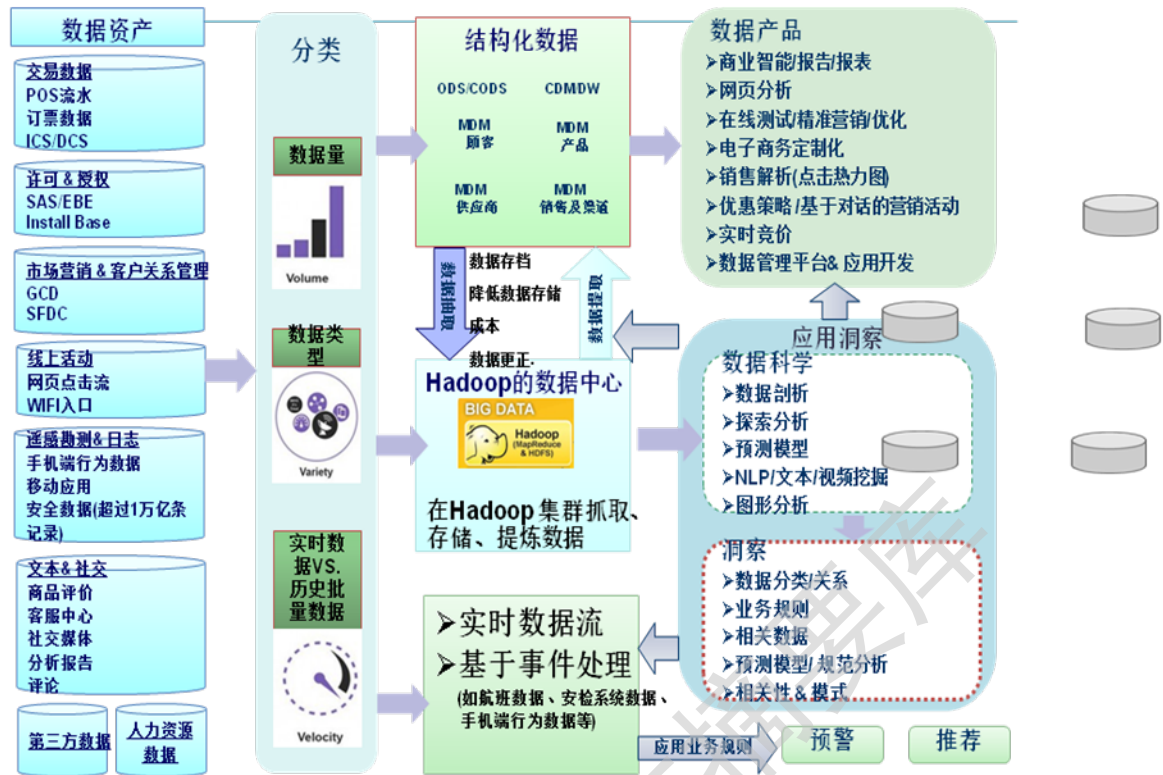 数据资产
交易数据
POS流水
订票数据
ICS/DCS
许可 & 授权
SAS/EBE
Install Base
市场营销 & 客户关系管理
GCD
SFDC
线上活动
网页点击流
WIFI入口
遥感勘测& 日志
手机端行为数据
移动应用
安全数据(超过1万亿条
记录)
文本& 社交
商品评价
客服中心
社交媒体
分析报告
评论
第三方数据
人力资源
数据
分类
数据量
Volume
数据类
型
Variety
实时数
据VS.
历史批
量数据
Velocity
结构化数据
ODS/CODS
CDMDW
MDM
顾客
MDM
产品
MDM
供应商
MDM
销售及渠道
数据抽取
数据存档
降低数据存储
成本
数据更正.
数据提取
Hadoop的数据中心
BIG DATA
Hadoop
(MapReduce
& HDFS)
在Hadoop 集群抓取、
存储、提炼数据
➢实时数据流
➢基于事件处理
(如航班数据、安检系统数据、
手机端行为数据等)
数据产品
➢商业智能/报告/报表
➢网页分析
➢在线测试/精准营销/优化
➢电子商务定制化
➢销售解析(点击热力图)
➢优惠策略 /基于对话的营销活动
➢实时竞价
➢数据管理平台& 应用开发
应用洞察
数据科学
➢数据剖析
➢探索分析
➢预测模型
➢NLP/文本/视频挖掘
➢图形分析
洞察
➢数据分类/关系
➢业务规则
➢相关数据
➢预测模型/ 规范分析
➢相关性 & 模式
应用业务规则
预警
推荐
摘要库